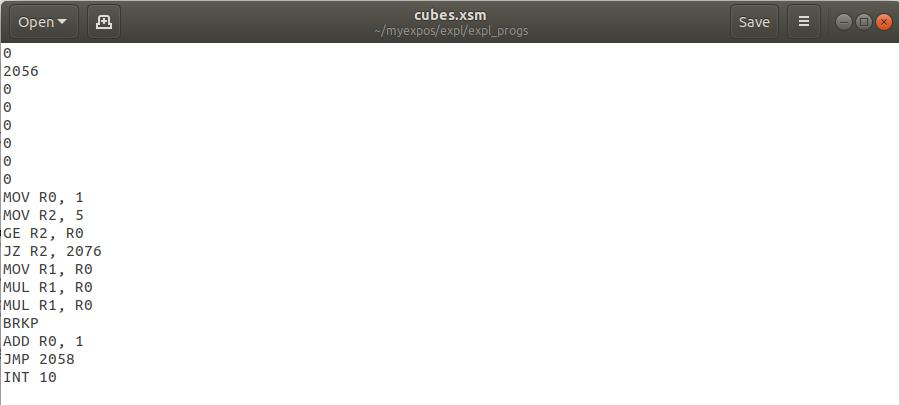 Open
cubes.xsm
~/myexpos/expl/expl_progs
Save
0
2056
0
0
0
0
0
0
MOV R0, 1
MOV R2, 5
GE R2, R0
JZ R2, 2076
MOV R1, R0
MUL R1, R0
MUL R1, R0
BRKP
ADD R0, 1
JMP 2058
INT 10